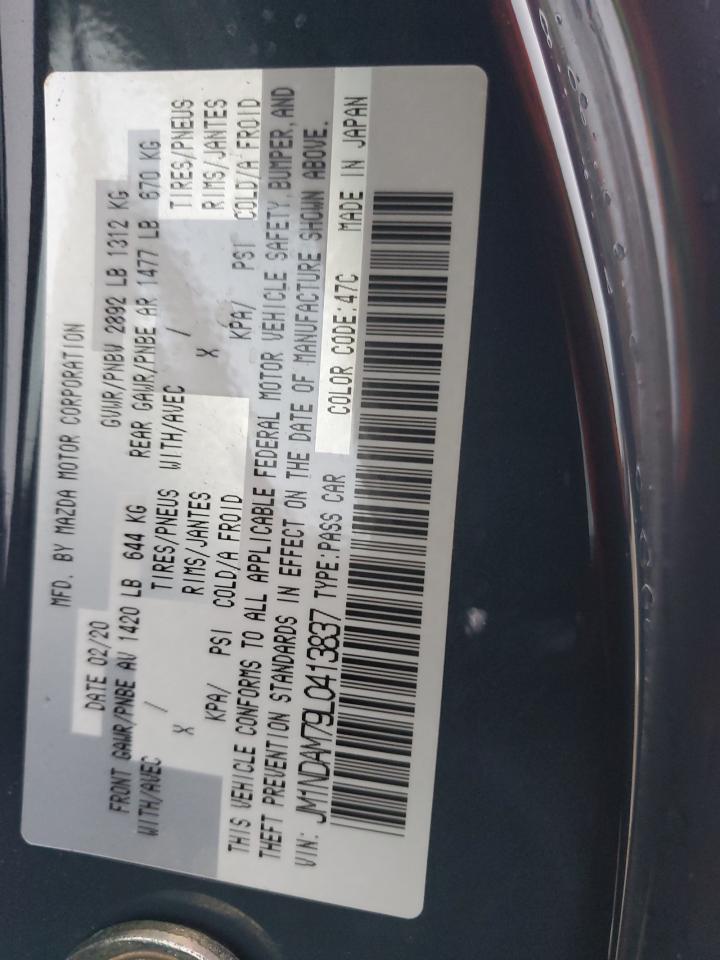 MFD. BY MAZDA MOTOR CORPORATION
DATE 02/20 GVWR/PNBV 2892 LB 1312 KG
FRONT GAWR/PNBE AV 1420 LB 644 KG REAR GAWR/PNBE AR 1477 LB 670 KG
WITH/AVEC / TIRES/PNEUS WITH/AVEC / TIRES/PNEUS
X RIMS/JANTES X RIMS/JANTES
KPA/ PSI COLD/A FROID KPA/ PSI COLD/A FROID
THIS VEHICLE CONFORMS TO ALL APPLICABLE FEDERAL MOTOR VEHICLE SAFETY, BUMPER, AND
THEFT PREVENTION STANDARDS IN EFFECT ON THE DATE OF MANUFACTURE SHOWN ABOVE.
VIN: JM1NDAM79L0413837 TYPE:PASS CAR COLOR CODE:47C MADE IN JAPAN